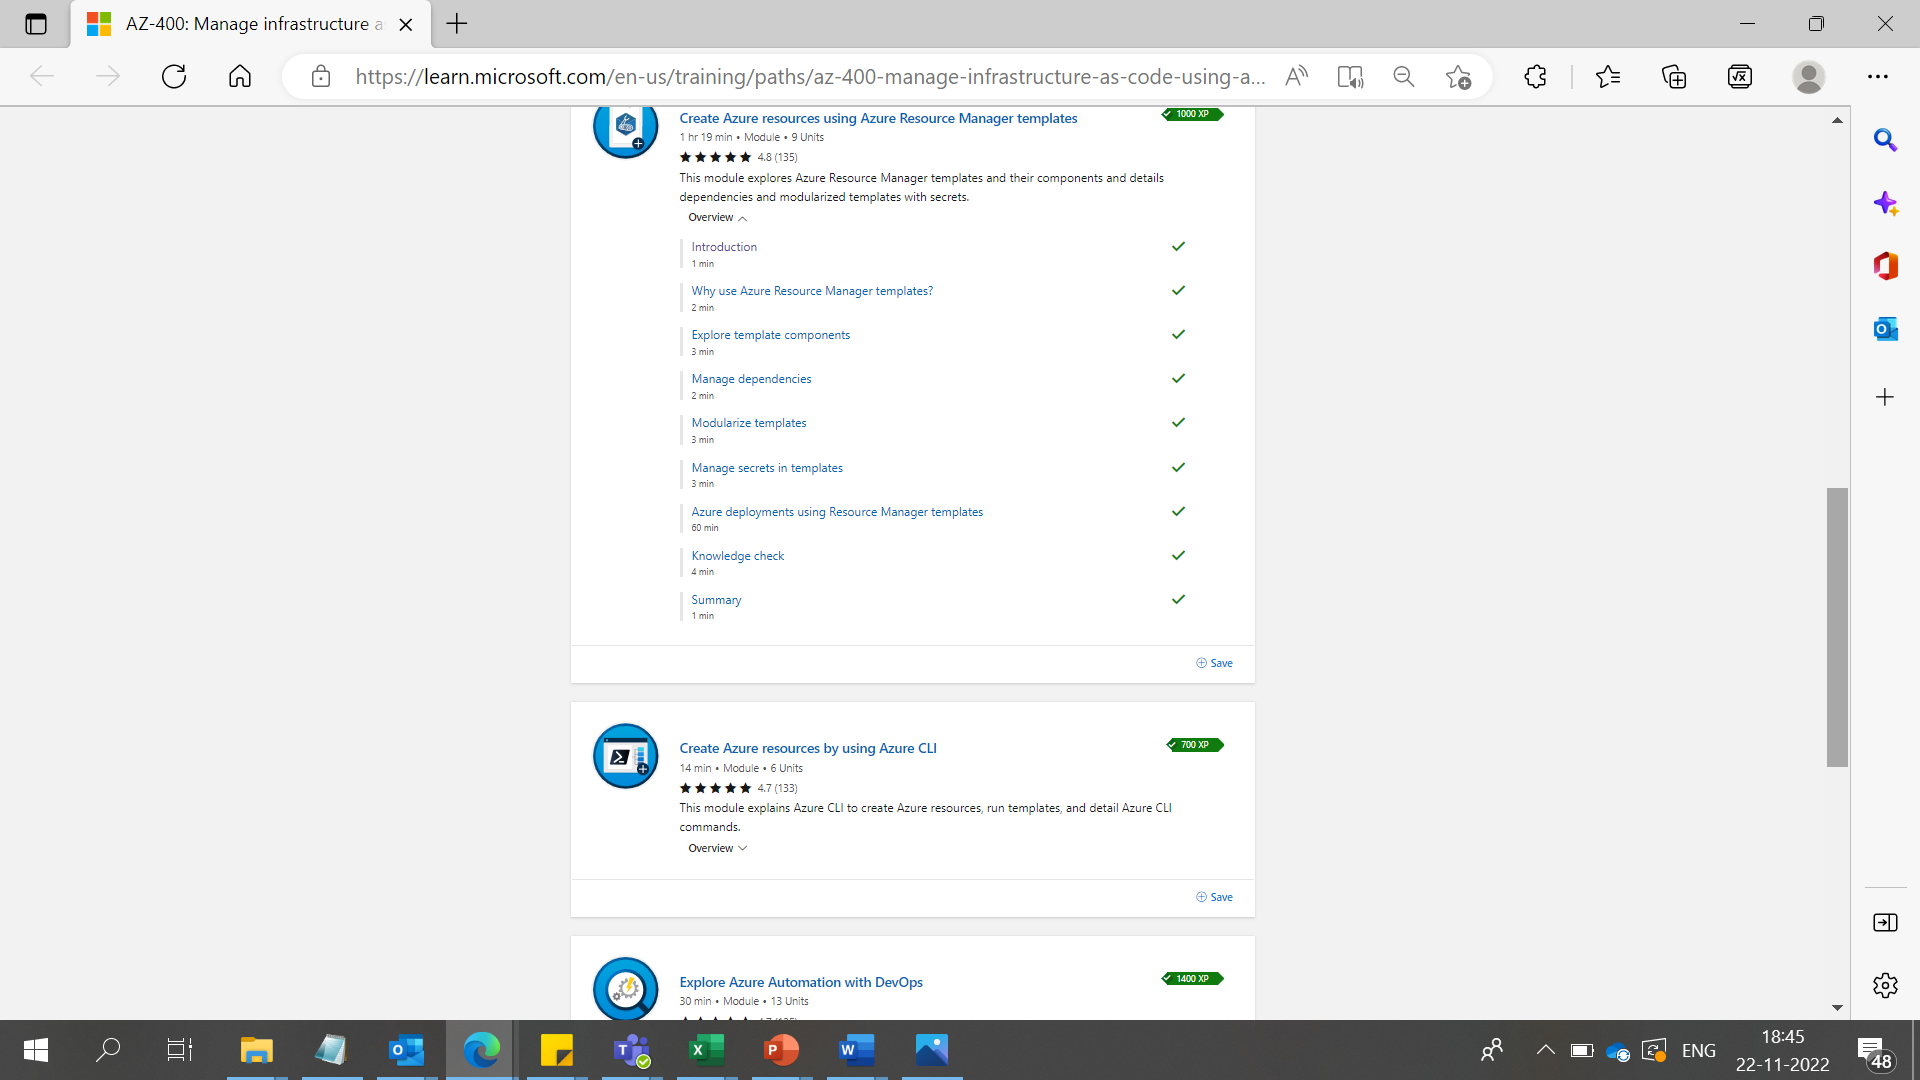 AZ-400: Manage infrastructure a
https://learn.microsoft.com/en-us/training/paths/az-400-manage-infrastructure-as-code-using-a...
Create Azure resources using Azure Resource Manager templates
1000 XP
1 hr 19 min • Module • 9 Units
4.8 (135)
This module explores Azure Resource Manager templates and their components and details
dependencies and modularized templates with secrets.
Overview
Introduction
1 min
Why use Azure Resource Manager templates?
2 min
Explore template components
3 min
Manage dependencies
2 min
Modularize templates
3 min
Manage secrets in templates
3 min
Azure deployments using Resource Manager templates
60 min
Knowledge check
4 min
Summary
1 min
Save
Create Azure resources by using Azure CLI
700 XP
14 min • Module • 6 Units
4.7 (133)
This module explains Azure CLI to create Azure resources, run templates, and detail Azure CLI
commands.
Overview
Save
Explore Azure Automation with DevOps
1400 XP
30 min • Module • 13 Units
ENG
18:45
22-11-2022
48